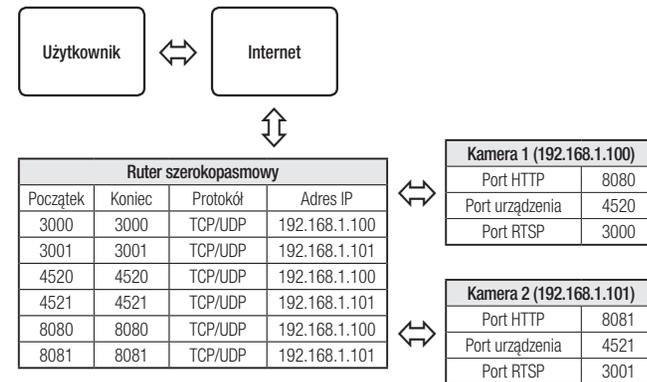 Użytkownik
Internet
Ruter szerokopasmowy
Początek Koniec Protokół Adres IP
3000 3000 TCP/UDP 192.168.1.100
3001 3001 TCP/UDP 192.168.1.101
4520 4520 TCP/UDP 192.168.1.100
4521 4521 TCP/UDP 192.168.1.101
8080 8080 TCP/UDP 192.168.1.100
8081 8081 TCP/UDP 192.168.1.101
Kamera 1 (192.168.1.100)
Port HTTP 8080
Port urządzenia 4520
Port RTSP 3000
Kamera 2 (192.168.1.101)
Port HTTP 8081
Port urządzenia 4521
Port RTSP 3001